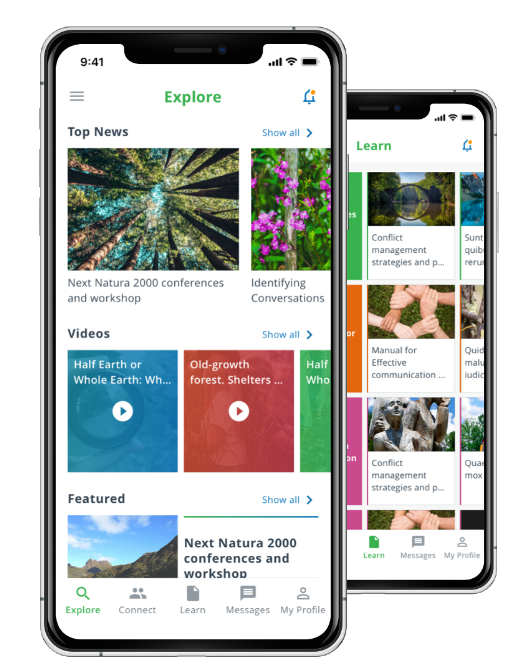 9:41
Explore
Top News
Show all
Next Natura 2000 conferences
and workshop
Identifying
Conversations
Videos
Show all
Half Earth or
Whole Earth: Wh...
Old-growth
forest. Shelters ...
Half
Who
Featured
Show all
Next Natura 2000
conferences and
workshop
Explore
Connect
Learn
Messages
My Profile
Learn
es
Conflict
management
strategies and p...
Sunt
quib
rerur
or
Manual for
Effective
communication ...
Quid
malu
iudic
on
Conflict
management
strategies and p...
Quae
mox
Learn
Messages
My Profile